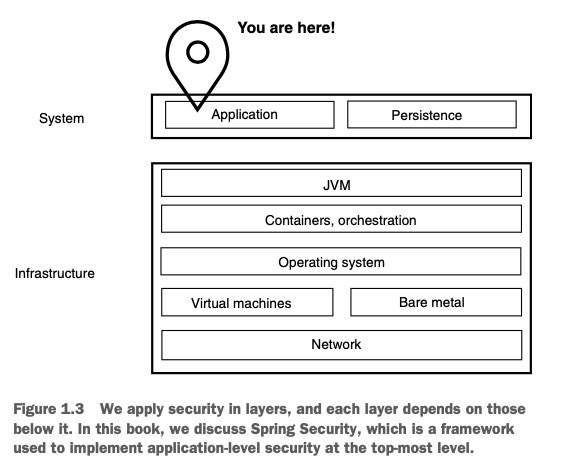 You are here!
System
Application
Persistence
Infrastructure
JVM
Containers, orchestration
Operating system
Virtual machines
Bare metal
Network
Figure 1.3 We apply security in layers, and each layer depends on those
below it. In this book, we discuss Spring Security, which is a framework
used to implement application-level security at the top-most level.